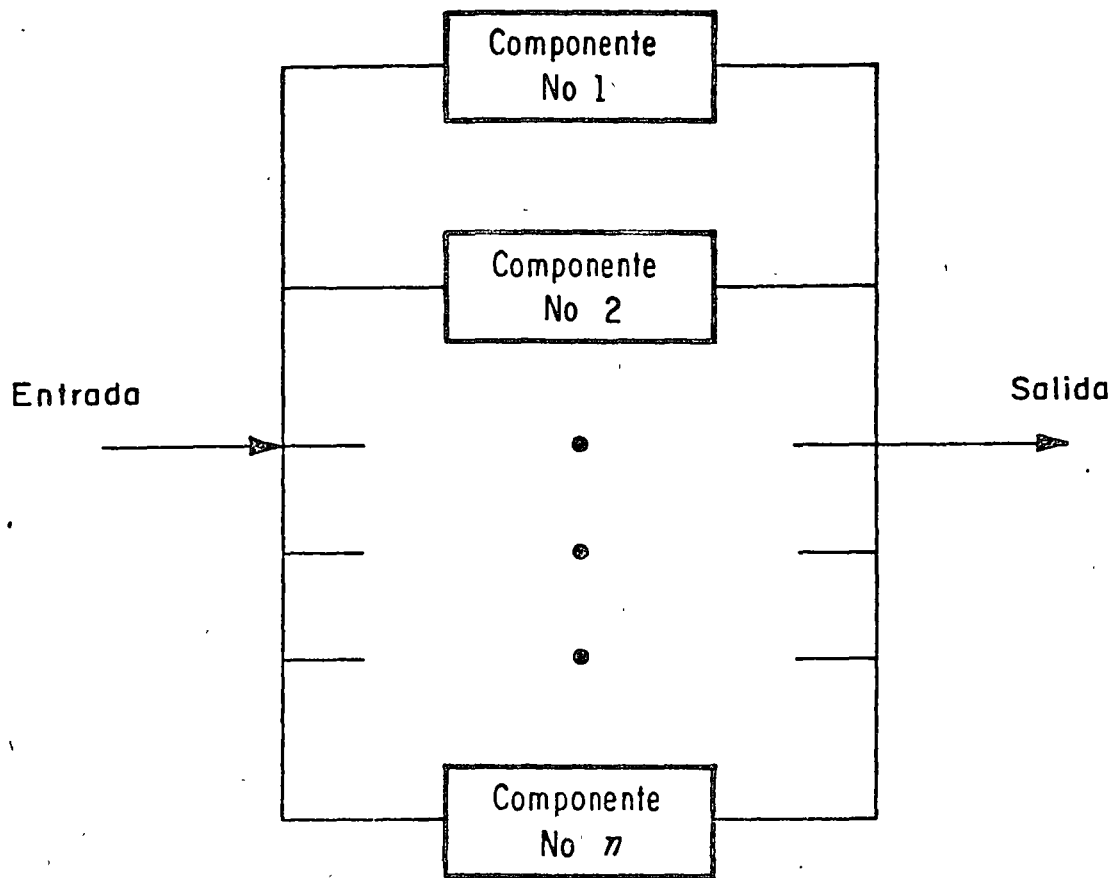 Componente
No 1
Componente
No 2
Entrada
Salida
Componente
No n